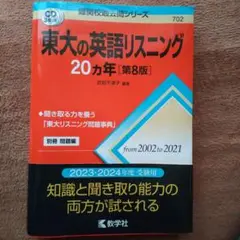 難関校過去問シリーズ
702
CD
東大の英語リスニング
20カ年[第8版]
武知千津子 編著
聞き取る力を養う
「東大リスニング問題事典」
別冊 問題編
from 2002 to 2021
2023・2024年度受験用
知識と聞き取り能力の
両方が試される
教学社